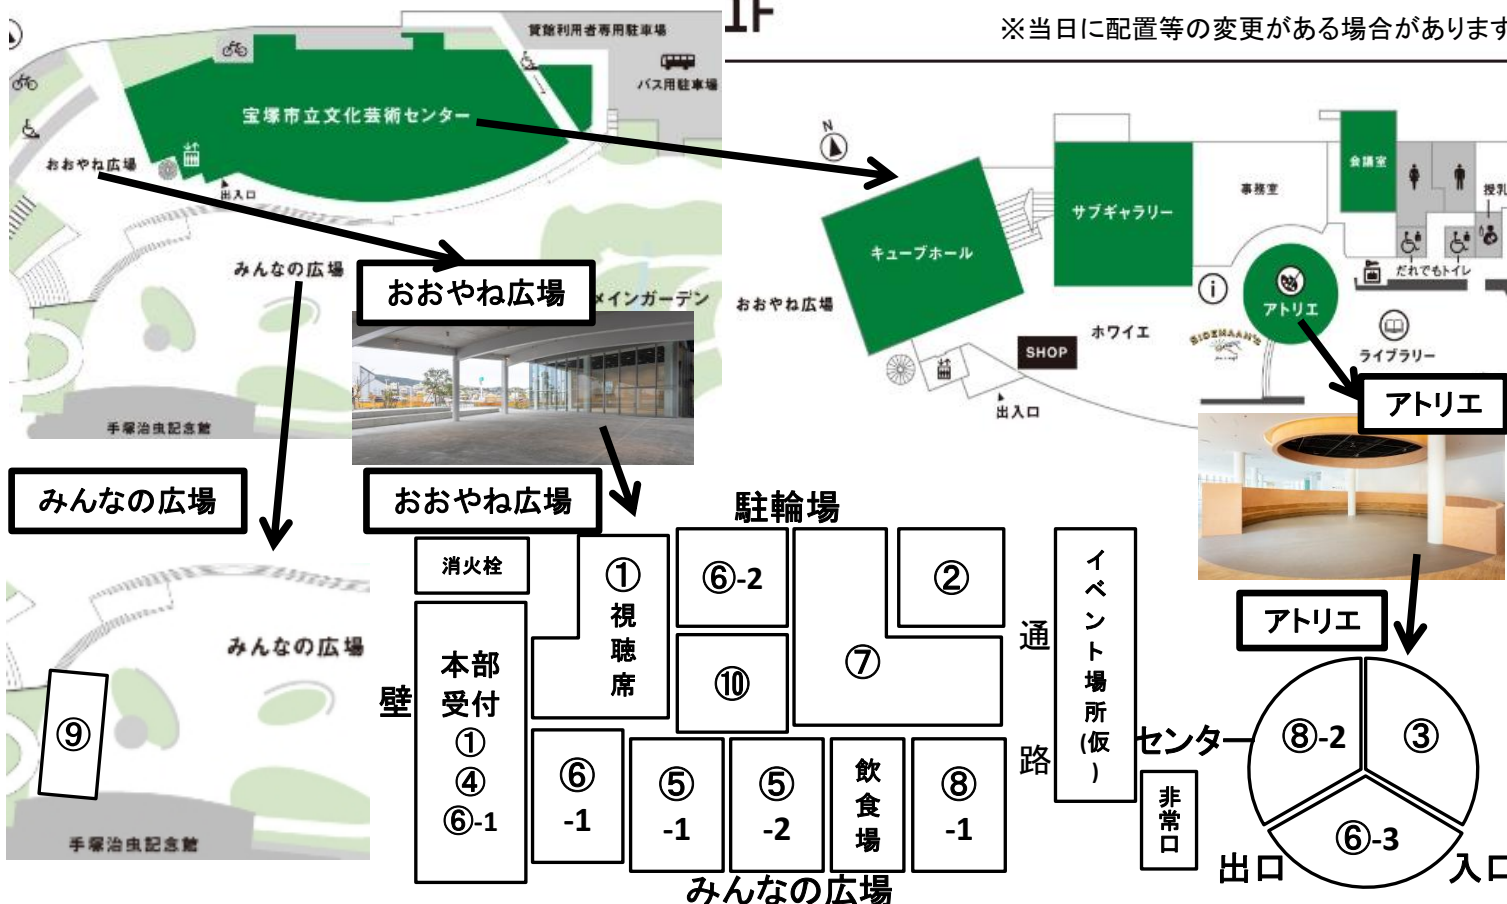 1F
※当日に配置等の変更がある場合があります
貸館利用者専用駐車場
バス用駐車場
宝塚市立文化芸術センター
おおやね広場
出入口
みんなの広場
メインガーデン
手塚治虫記念館
N
キューブホール
サブギャラリー
事務室
会議室
授乳
だれでもトイレ
おおやね広場
i
アトリエ
ホワイエ
SHOP
ライブラリー
出入口
おおやね広場
アトリエ
みんなの広場
おおやね広場
駐輪場
消火栓
壁
本部
受付
①
④
⑥-1
①
視
聴
席
⑥-2
⑩
⑦
②
通
路
イベント場所(仮)
⑥
-1
⑤
-1
⑤
-2
飲
食
場
⑧
-1
みんなの広場
センター
非常口
アトリエ
⑧-2
③
⑥-3
出口
入口
みんなの広場
⑨
手塚治虫記念館